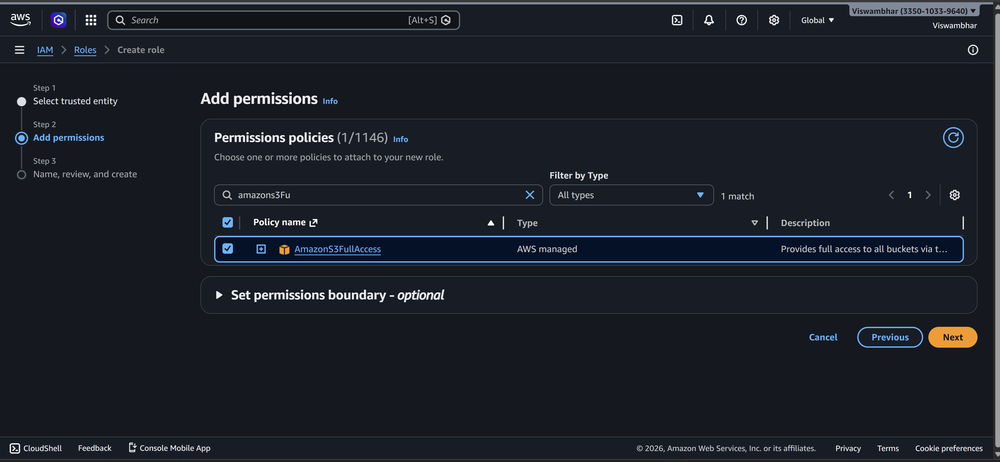 aws
Search [Alt+S]
Global
Viswambhar (3350-1033-9640)
Viswambhar
IAM
Roles
Create role
Step 1
Select trusted entity
Step 2
Add permissions
Step 3
Name, review, and create
Add permissions Info
Permissions policies (1/1146) Info
Choose one or more policies to attach to your new role.
Filter by Type
amazons3Fu
All types
1 match
1
Policy name Type Description
AmazonS3FullAccess AWS managed Provides full access to all buckets via t...
Set permissions boundary - optional
Cancel Previous Next
CloudShell Feedback Console Mobile App © 2026, Amazon Web Services, Inc. or its affiliates. Privacy Terms Cookie preferences